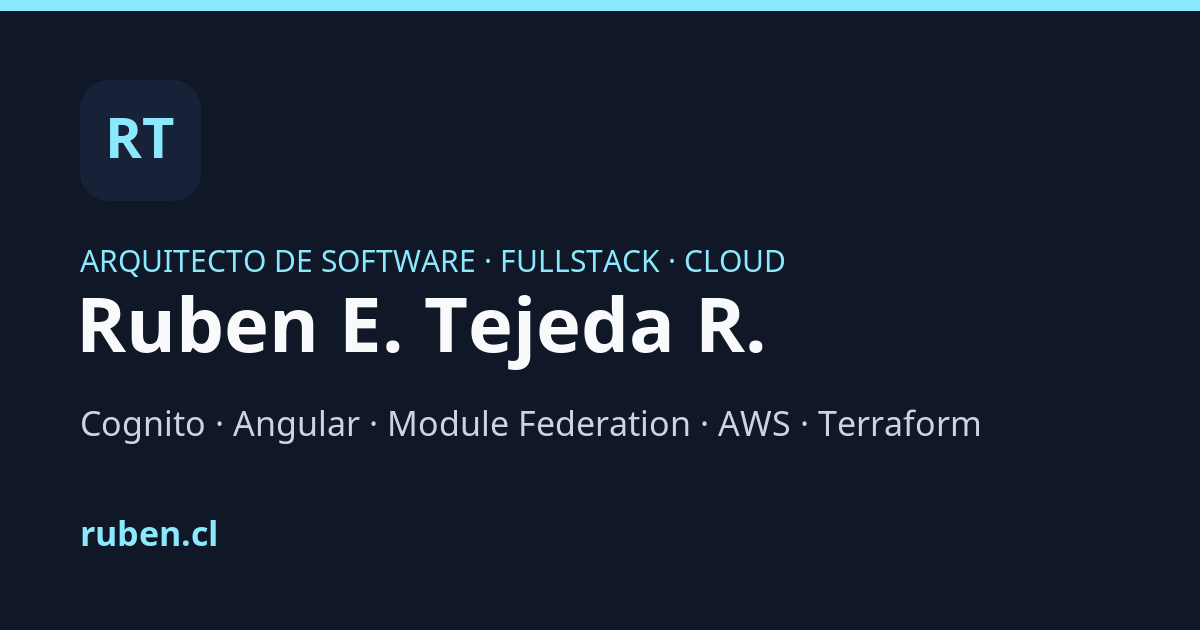 RT
ARQUITECTO DE SOFTWARE · FULLSTACK · CLOUD
Ruben E. Tejeda R.
Cognito · Angular · Module Federation · AWS · Terraform
ruben.cl